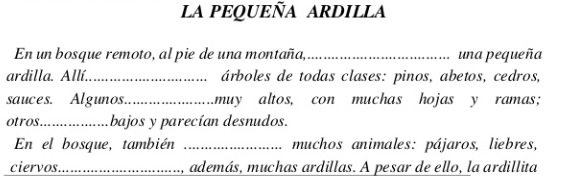 LA PEQUEÑA ARDILLA
En un bosque remoto, al pie de una montaña,................................... una pequeña
ardilla. Allí.............................. árboles de todas clases: pinos, abetos, cedros,
sauces. Algunos......................muy altos, con muchas hojas y ramas;
otros.................bajos y parecían desnudos.
En el bosque, también ........................ muchos animales: pájaros, liebres,
ciervos.............................., además, muchas ardillas. A pesar de ello, la ardillita